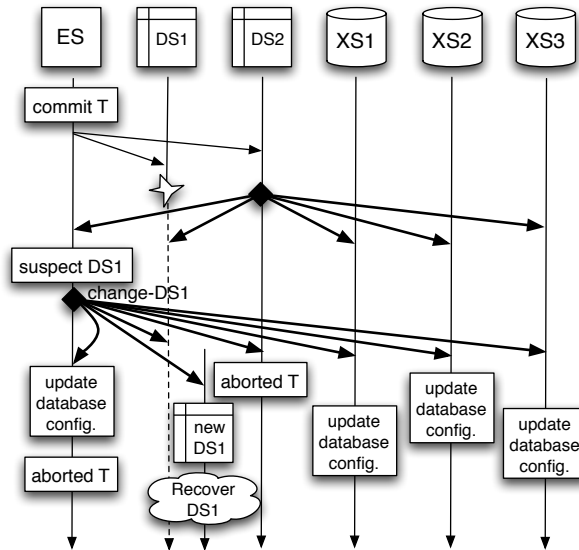 ES
DS1
DS2
XS1
XS2
XS3
commit T
suspect DS1
change-DS1
update
database
config.
aborted T
new
DS1
Recover
DS1
aborted T
update
database
config.
update
database
config.
update
database
config.